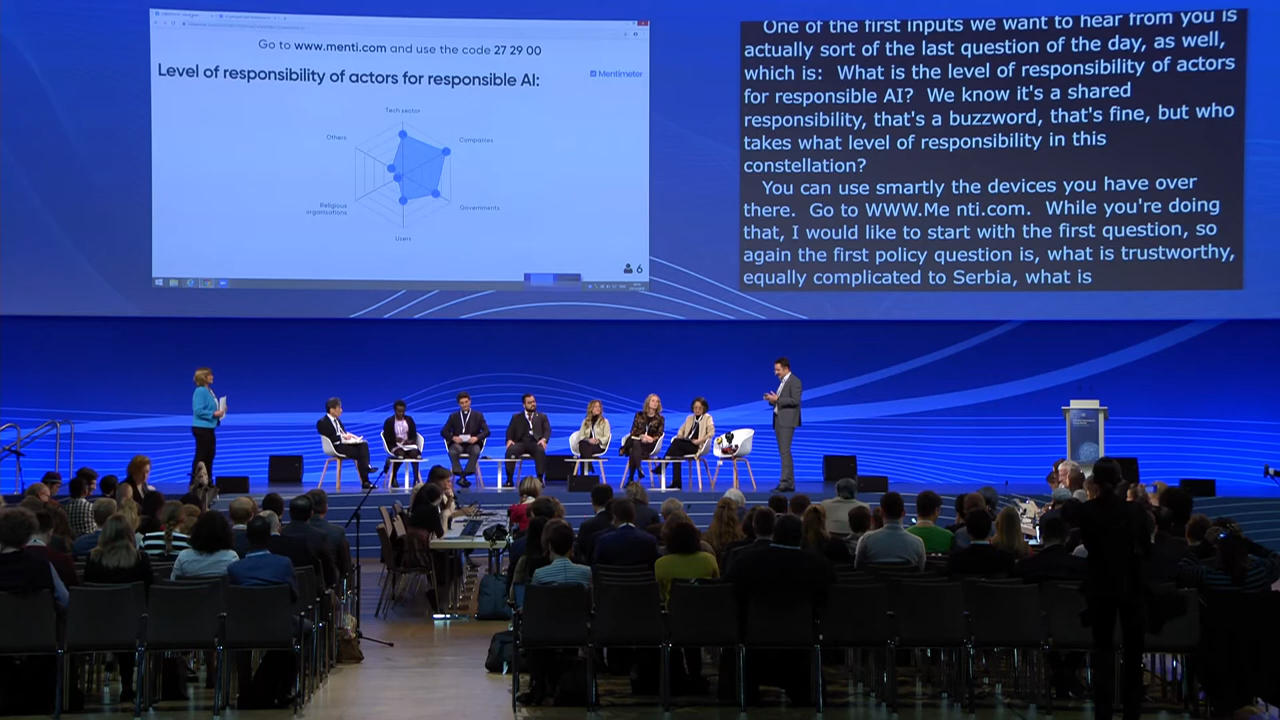 Go to www.menti.com and use the code 27 29 00
Level of responsibility of actors for responsible AI:
Mentimeter
Tech sector
Others
Companies
Religious
organisations
Governments
Users
6
One of the first inputs we want to hear from you is
actually sort of the last question of the day, as well,
which is:  What is the level of responsibility of actors
for responsible AI?  We know it's a shared
responsibility, that's a buzzword, that's fine, but who
takes what level of responsibility in this
constellation?
You can use smartly the devices you have over
there.  Go to WWW.Me nti.com.  While you're doing
that, I would like to start with the first question, so
again the first policy question is, what is trustworthy,
equally complicated to Serbia, what is